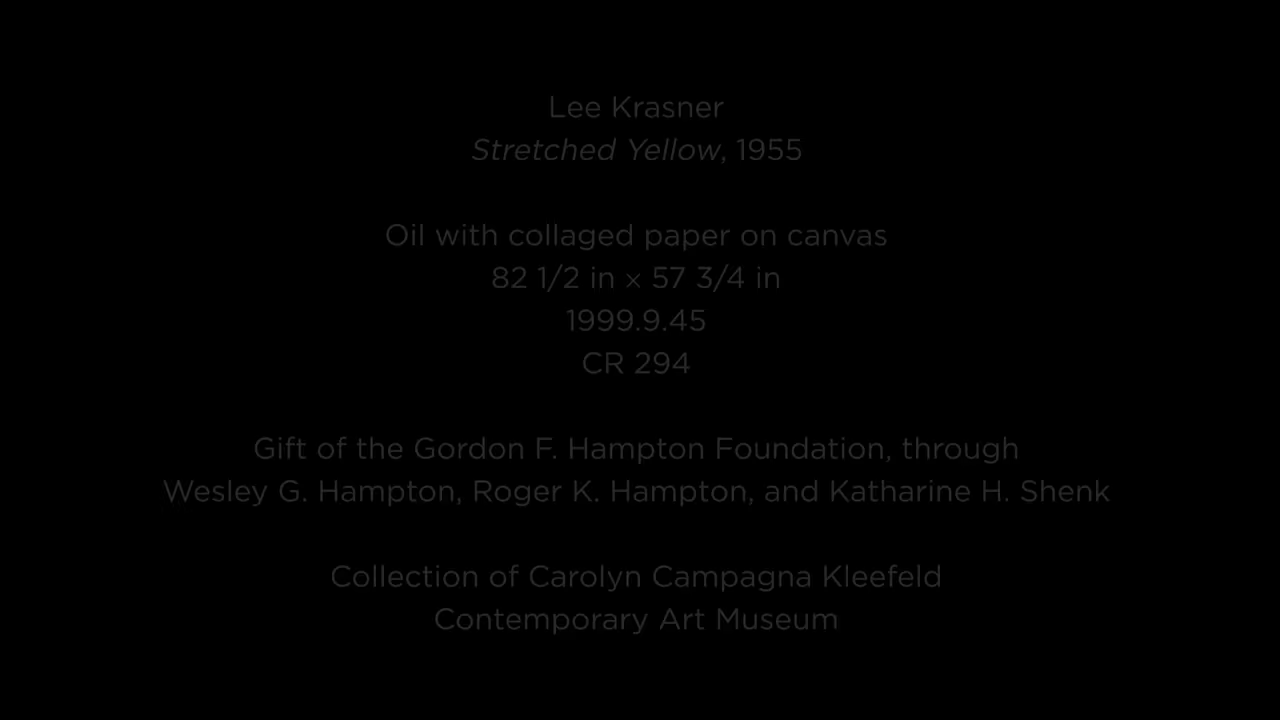 Lee Krasner
Stretched Yellow, 1955
Oil with collaged paper on canvas
82 1/2 in × 57 3/4 in
1999.9.45
CR 294
Gift of the Gordon F. Hampton Foundation, through
Wesley G. Hampton, Roger K. Hampton, and Katharine H. Shenk
Collection of Carolyn Campagna Kleefeld
Contemporary Art Museum